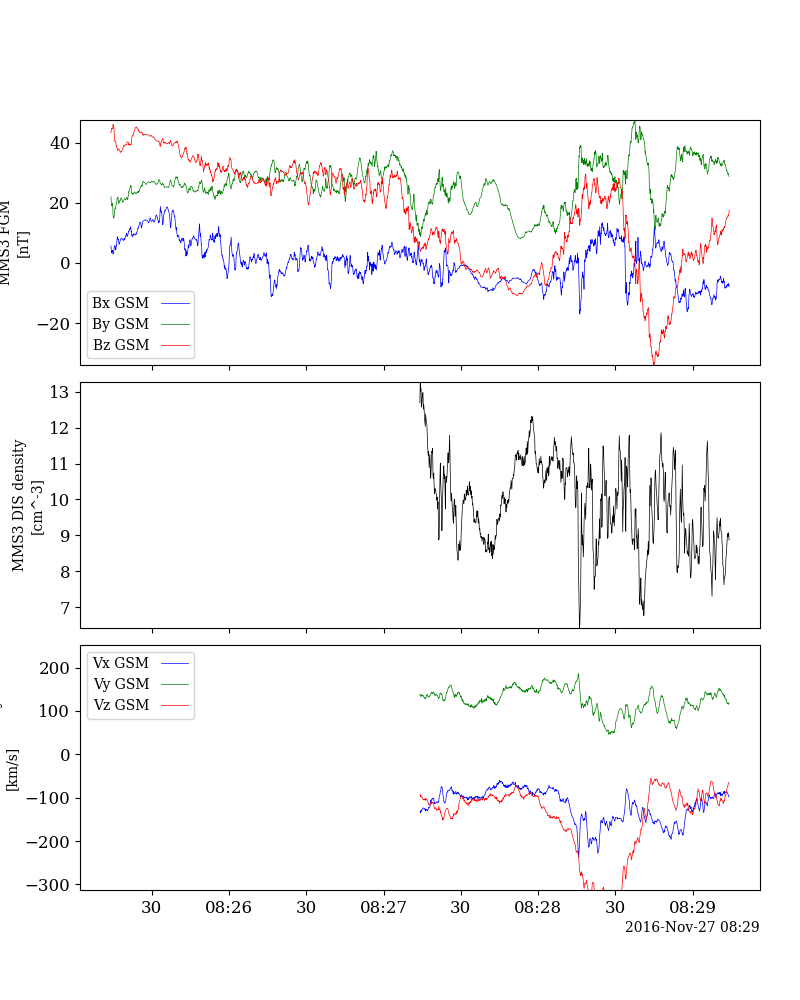 40
20
0
−20
MMS3 FGM
[nT]
Bx GSM
By GSM
Bz GSM
13
12
11
10
9
8
7
MMS3 DIS density
[cm^-3]
Vx GSM
Vy GSM
Vz GSM
200
100
0
−100
−200
−300
[km/s]
30 08:26 30 08:27 30 08:28 30 08:29
2016-Nov-27 08:29